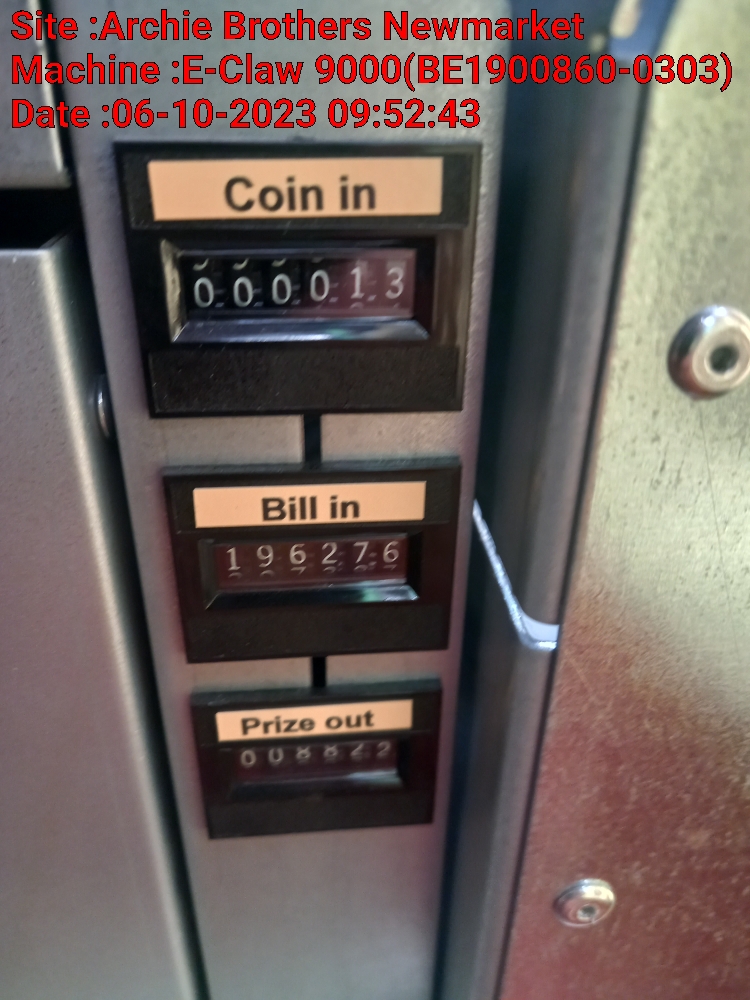 Site :Archie Brothers Newmarket
Machine :E-Claw 9000(BE1900860-0303)
Date :06-10-2023 09:52:43
Coin in
000013
Bill in
196276
Prize out
008822